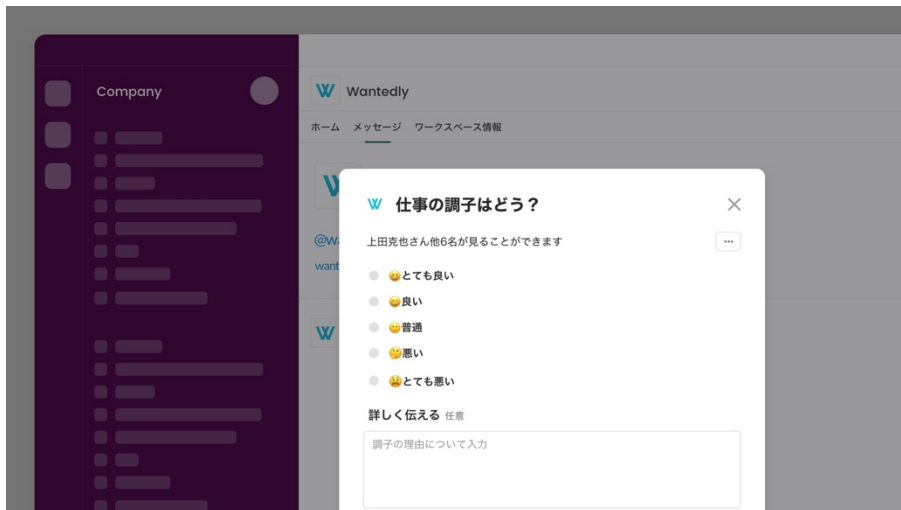 Company
Wantedly
ホーム メッセージ ワークスペース情報
仕事の調子はどう？
上田克也さん他6名が見ることができます
@Wa
want
😄とても良い
😀良い
🙂普通
🤔悪い
😫とても悪い
詳しく伝える 任意
調子の理由について入力